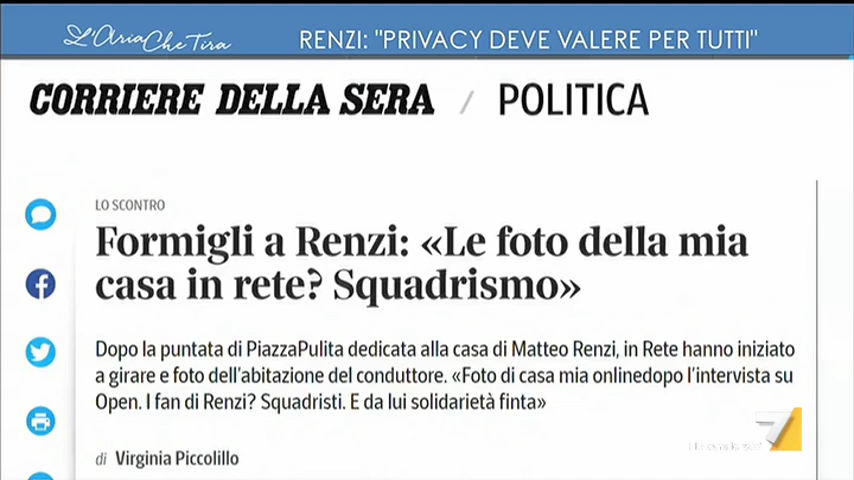 L'Aria Che Tira
RENZI: "PRIVACY DEVE VALERE PER TUTTI"
CORRIERE DELLA SERA / POLITICA
LO SCONTRO
Formigli a Renzi: «Le foto della mia
casa in rete? Squadrismo»
Dopo la puntata di PiazzaPulita dedicata alla casa di Matteo Renzi, in Rete hanno iniziato
a girare e foto dell'abitazione del conduttore. «Foto di casa mia onlinedopo l'intervista su
Open. I fan di Renzi? Squadristi. E da lui solidarietà finta»
di Virginia Piccolillo
7